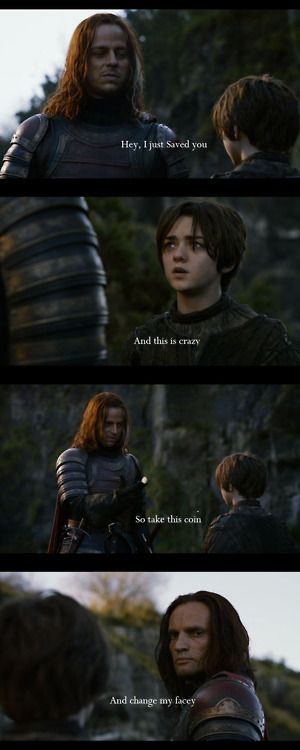 Hey, I just Saved you
And this is crazy
So take this coin
And change my facey